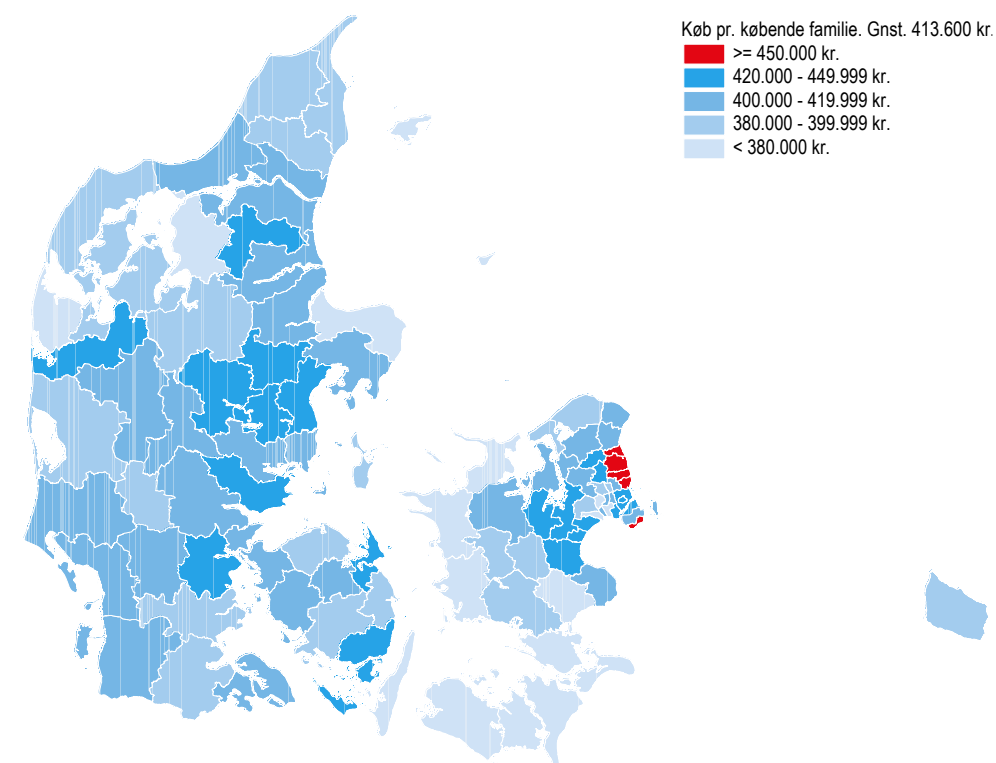 Køb pr. købende familie. Gnst. 413.600 kr.
>= 450.000 kr.
420.000 - 449.999 kr.
400.000 - 419.999 kr.
380.000 - 399.999 kr.
< 380.000 kr.